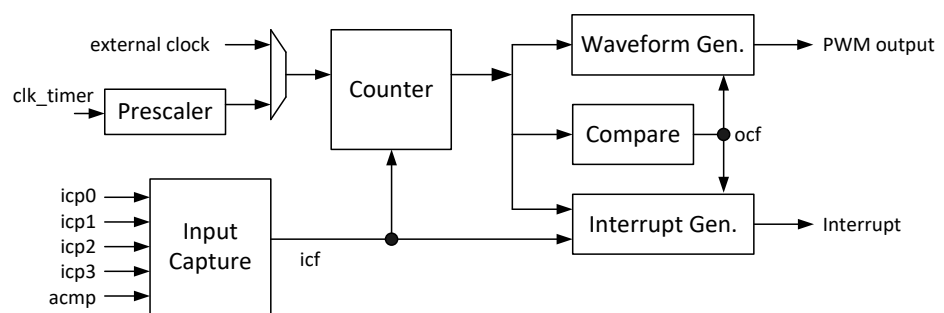 external clock
clk_timer
Prescaler
Counter
Waveform Gen.
PWM output
Compare
ocf
Interrupt Gen.
Interrupt
icp0
icp1
icp2
icp3
acmp
Input
Capture
icf